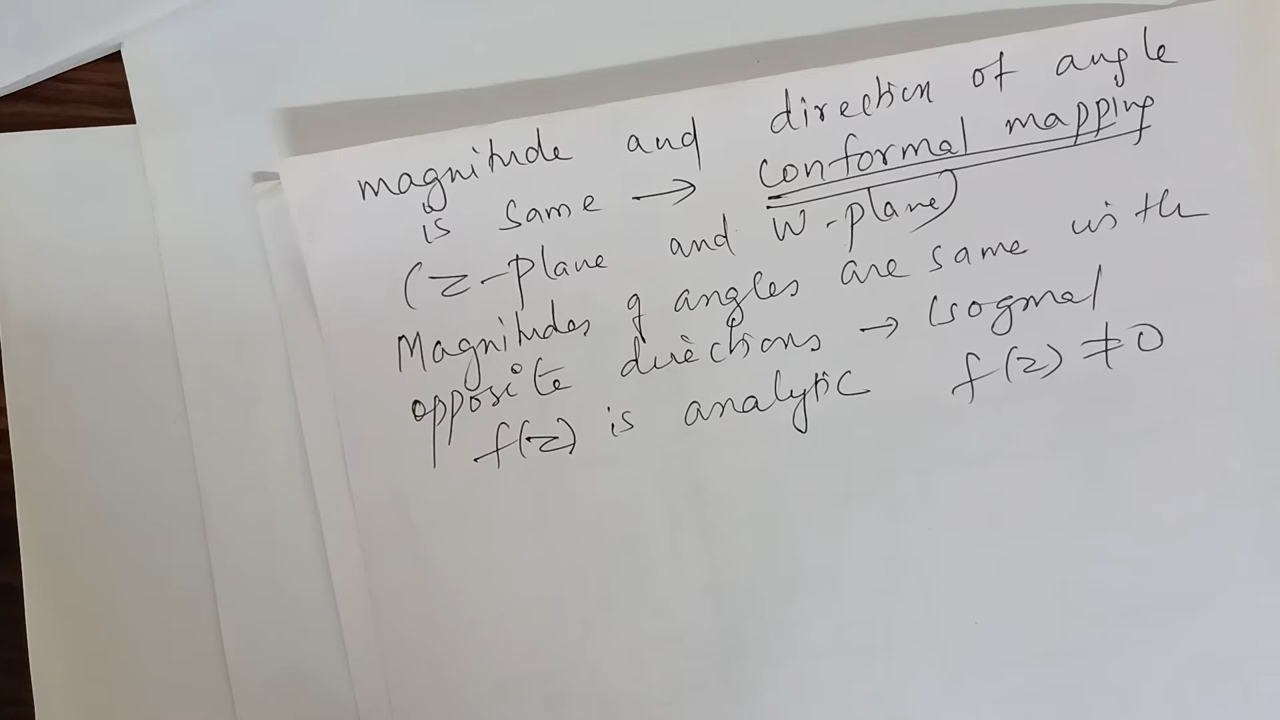 magnitude and direction of angle
is same → conformal mapping
(z-plane and w-plane)
Magnitudes of angles are same with
opposite directions → Isogmal
f(z) is analytic f(z) ≠ 0